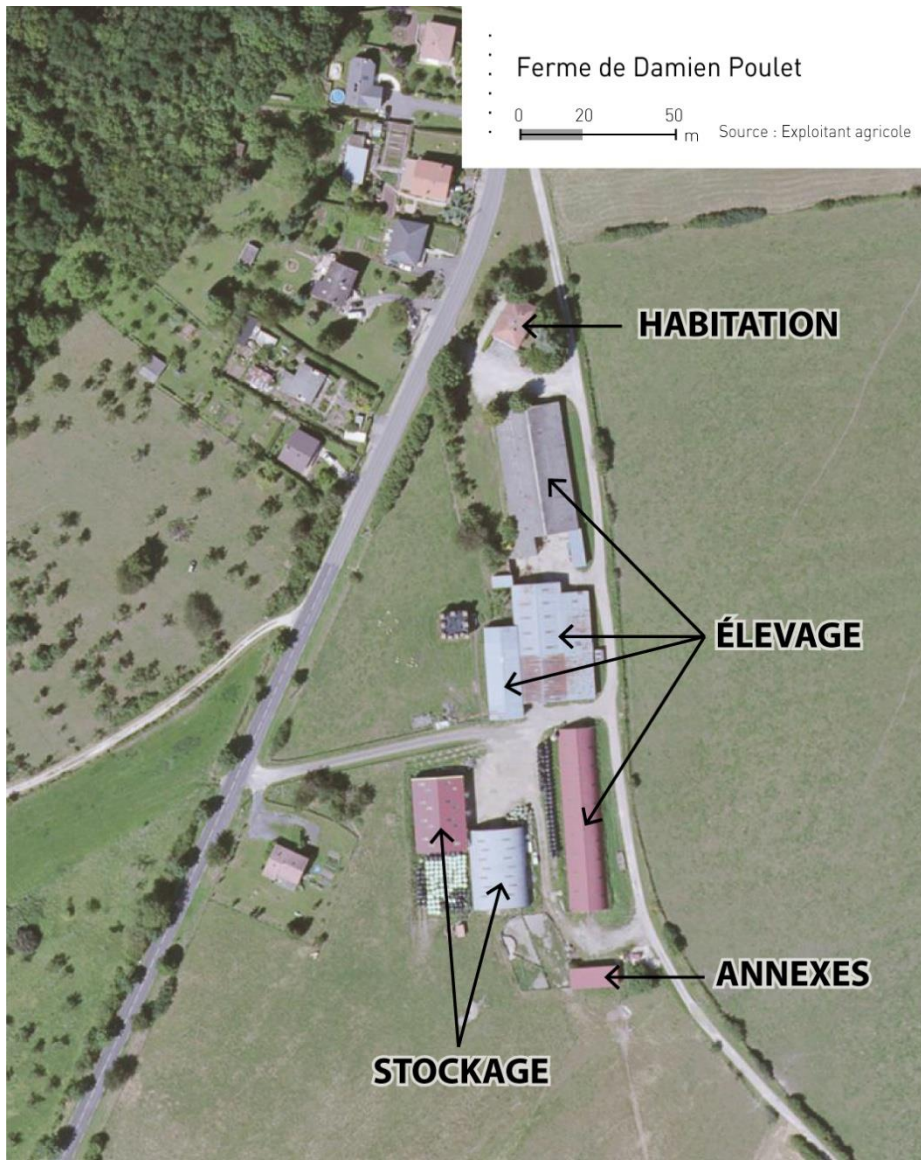 Ferme de Damien Poulet
0 20 50
m Source : Exploitant agricole
HABITATION
ÉLEVAGE
ANNEXES
STOCKAGE